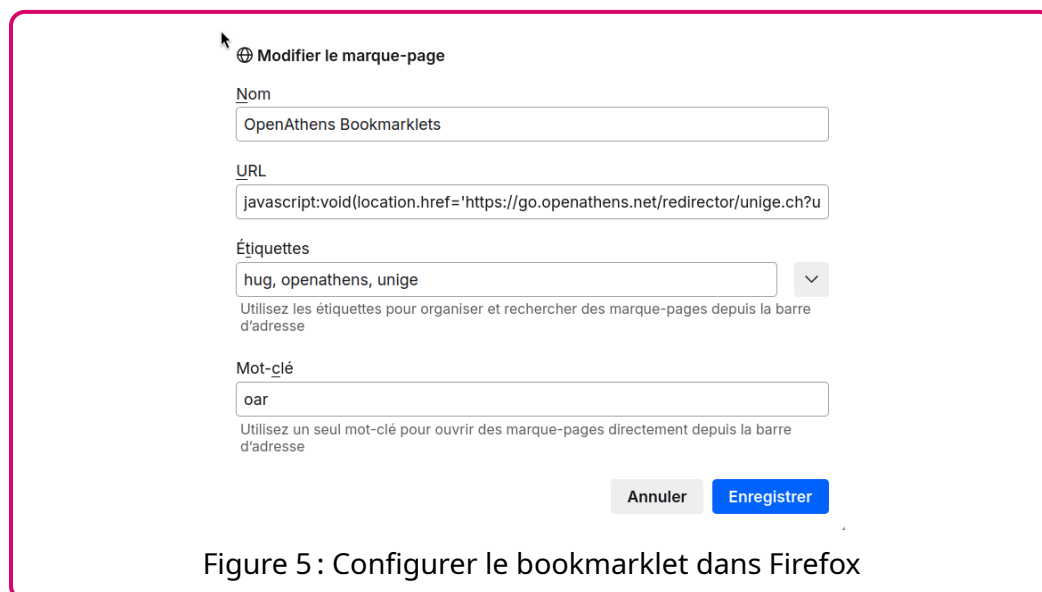 Modifier le marque-page
Nom
OpenAthens Bookmarklets
URL
javascript:void(location.href='https://go.openathens.net/redirector/unige.ch?u
Étiquettes
hug, openathens, unige
Utilisez les étiquettes pour organiser et rechercher des marque-pages depuis la barre
d’adresse
Mot-clé
oar
Utilisez un seul mot-clé pour ouvrir des marque-pages directement depuis la barre
d’adresse
Annuler Enregistrer
Figure 5 : Configurer le bookmarklet dans Firefox